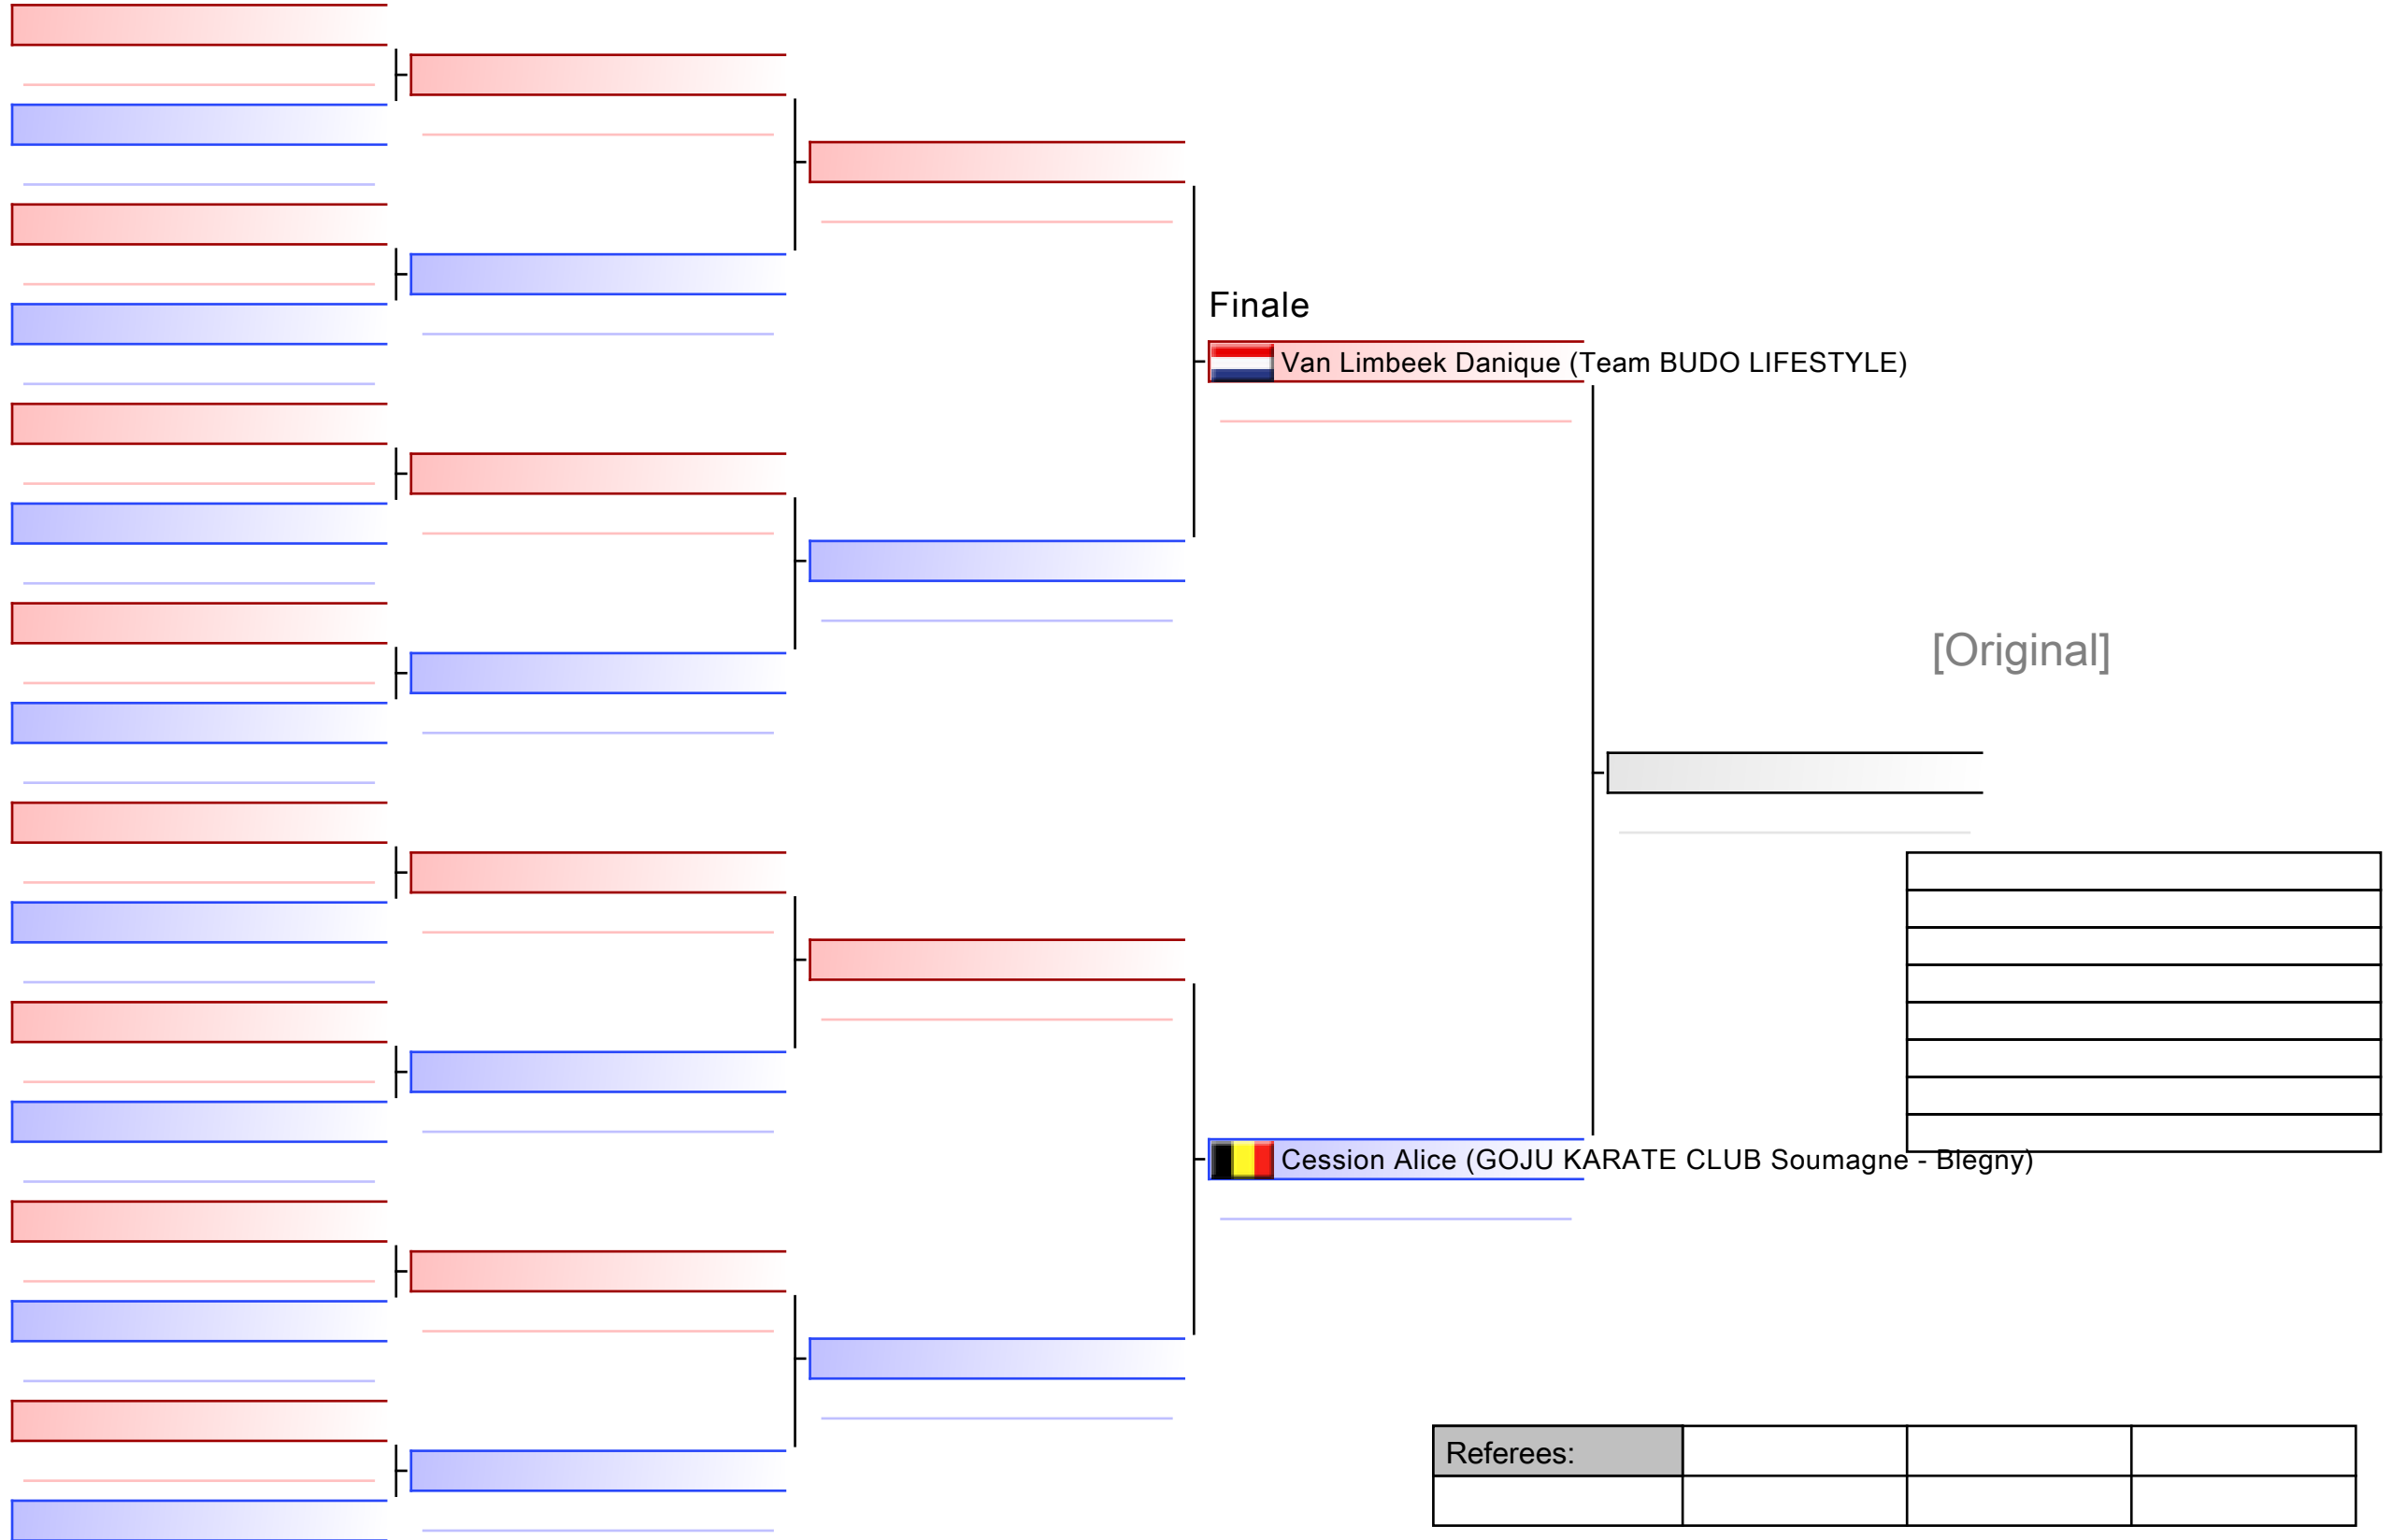 Finale
Van Limbeek Danique (Team BUDO LIFESTYLE)
[Original]
Cession Alice (GOJU KARATE CLUB Soumagne - Blegny)
Referees: